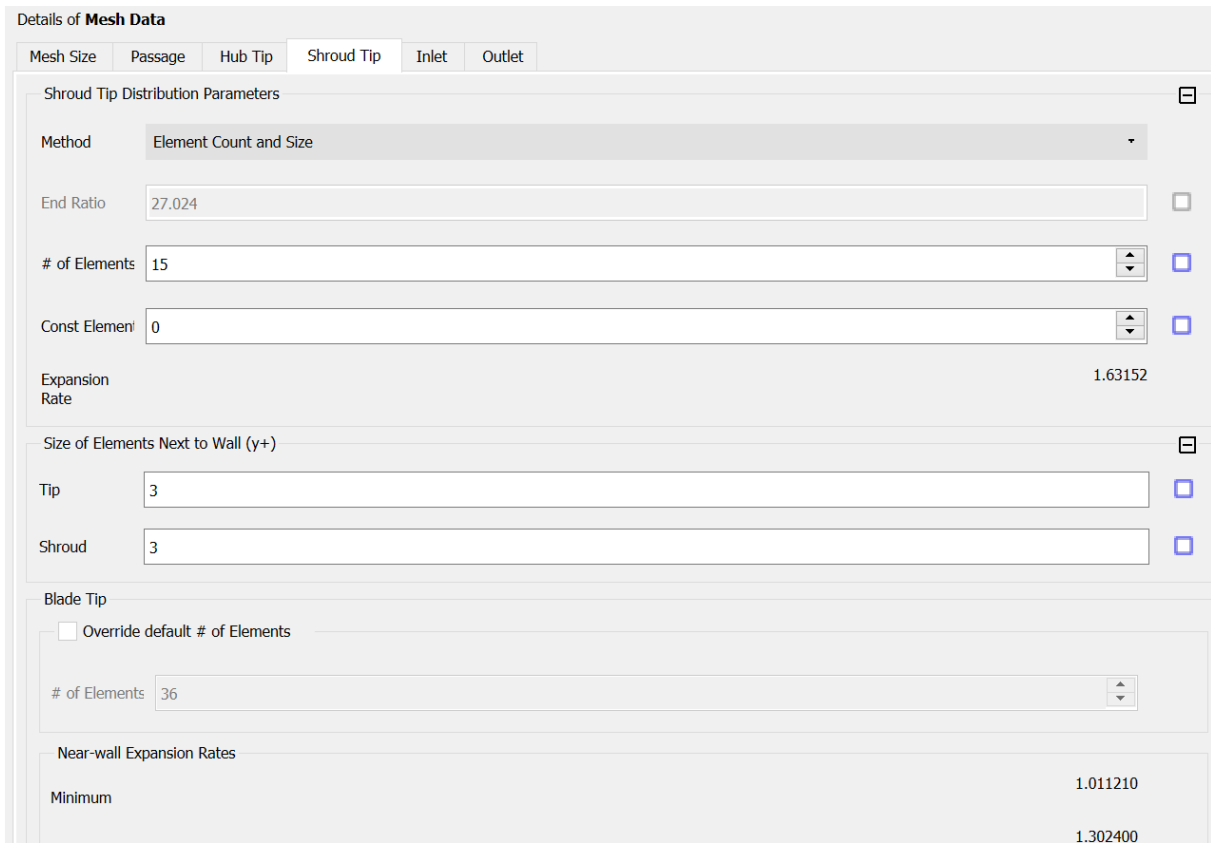 Details of Mesh Data
Mesh Size Passage Hub Tip Shroud Tip Inlet Outlet
Shroud Tip Distribution Parameters
Method Element Count and Size
End Ratio 27.024
# of Elements 15
Const Element 0
Expansion
Rate
1.63152
Size of Elements Next to Wall (y+)
Tip 3
Shroud 3
Blade Tip
Override default # of Elements
# of Elements 36
Near-wall Expansion Rates
Minimum 1.011210
1.302400